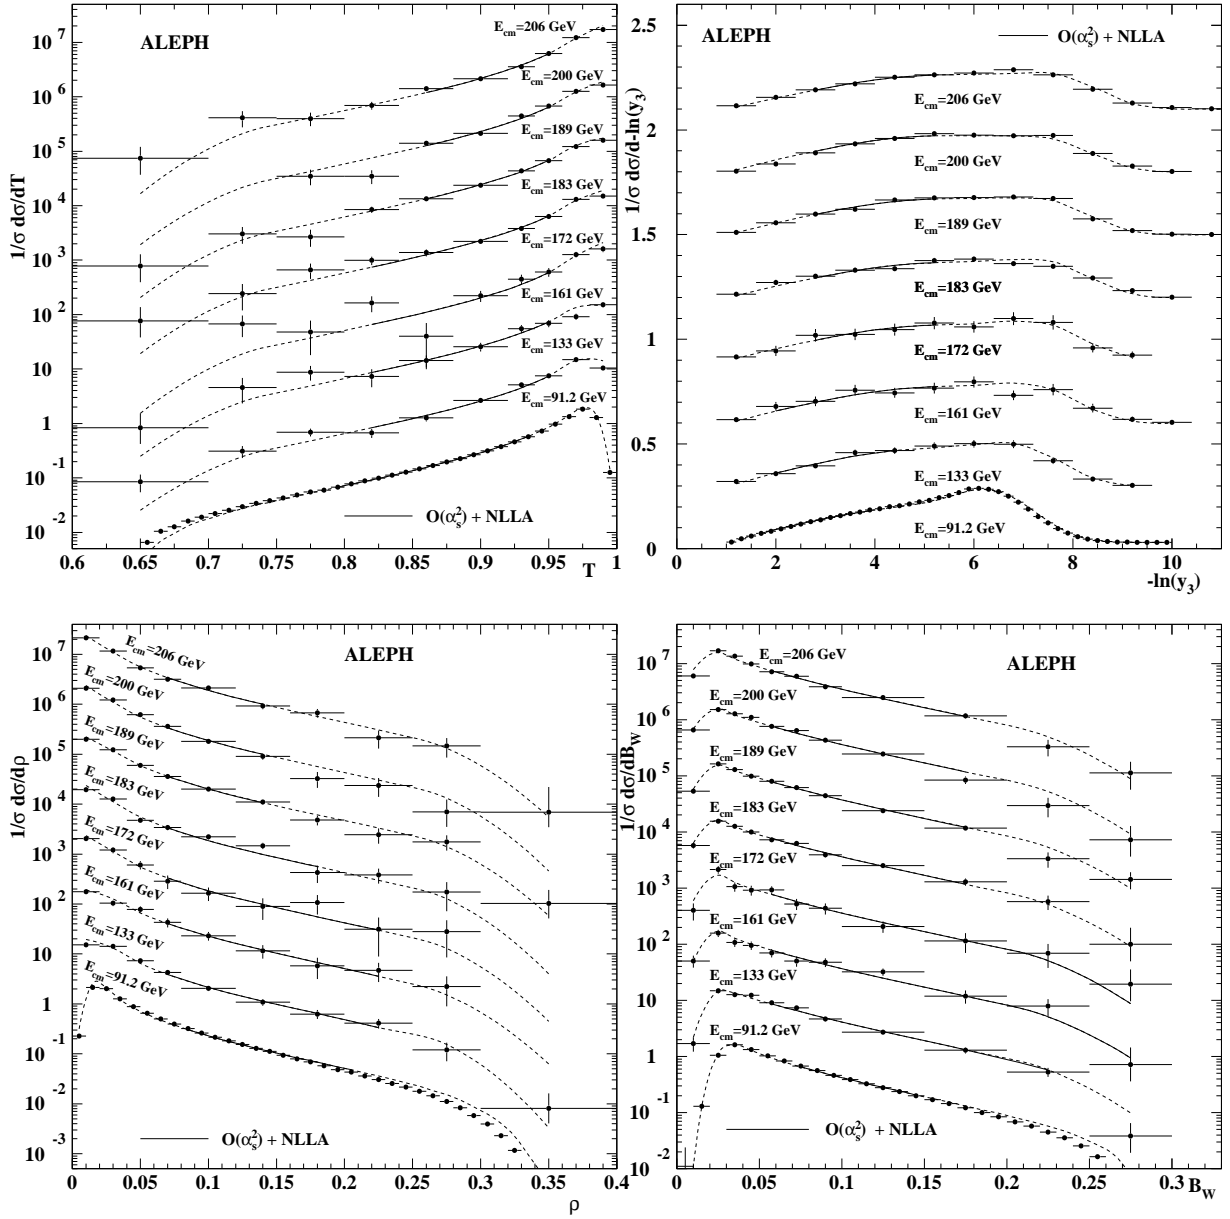 ALEPH
1/σ dσ/dT
10^7
10^6
10^5
10^4
10^3
10^2
10
1
10^-1
10^-2
E_cm=206 GeV
E_cm=200 GeV
E_cm=189 GeV
E_cm=183 GeV
E_cm=172 GeV
E_cm=161 GeV
E_cm=133 GeV
E_cm=91.2 GeV
O(α_s^2) + NLLA
0.6 0.65 0.7 0.75 0.8 0.85 0.9 0.95 1
T
ALEPH
O(α_s^2) + NLLA
1/σ dσ/d-ln(y_3)
2.5
2
1.5
1
0.5
0
E_cm=206 GeV
E_cm=200 GeV
E_cm=189 GeV
E_cm=183 GeV
E_cm=172 GeV
E_cm=161 GeV
E_cm=133 GeV
E_cm=91.2 GeV
0 2 4 6 8 10
-ln(y_3)
ALEPH
1/σ dσ/dρ
10^7
10^6
10^5
10^4
10^3
10^2
10
1
10^-1
10^-2
10^-3
E_cm=206 GeV
E_cm=200 GeV
E_cm=189 GeV
E_cm=183 GeV
E_cm=172 GeV
E_cm=161 GeV
E_cm=133 GeV
E_cm=91.2 GeV
O(α_s^2) + NLLA
0 0.05 0.1 0.15 0.2 0.25 0.3 0.35 0.4
ρ
ALEPH
1/σ dσ/dB_W
10^7
10^6
10^5
10^4
10^3
10^2
10
1
10^-1
10^-2
E_cm=206 GeV
E_cm=200 GeV
E_cm=189 GeV
E_cm=183 GeV
E_cm=172 GeV
E_cm=161 GeV
E_cm=133 GeV
E_cm=91.2 GeV
O(α_s^2) + NLLA
0 0.05 0.1 0.15 0.2 0.25 0.3
B_W